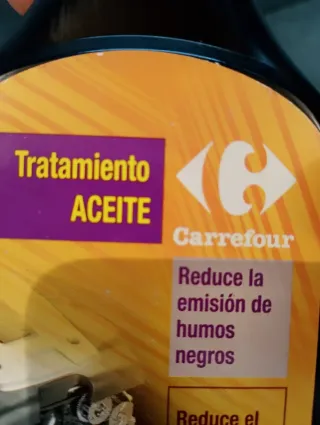 Tratamiento
ACEITE
Carrefour
Reduce la
emisión de
humos
negros
Reduce el